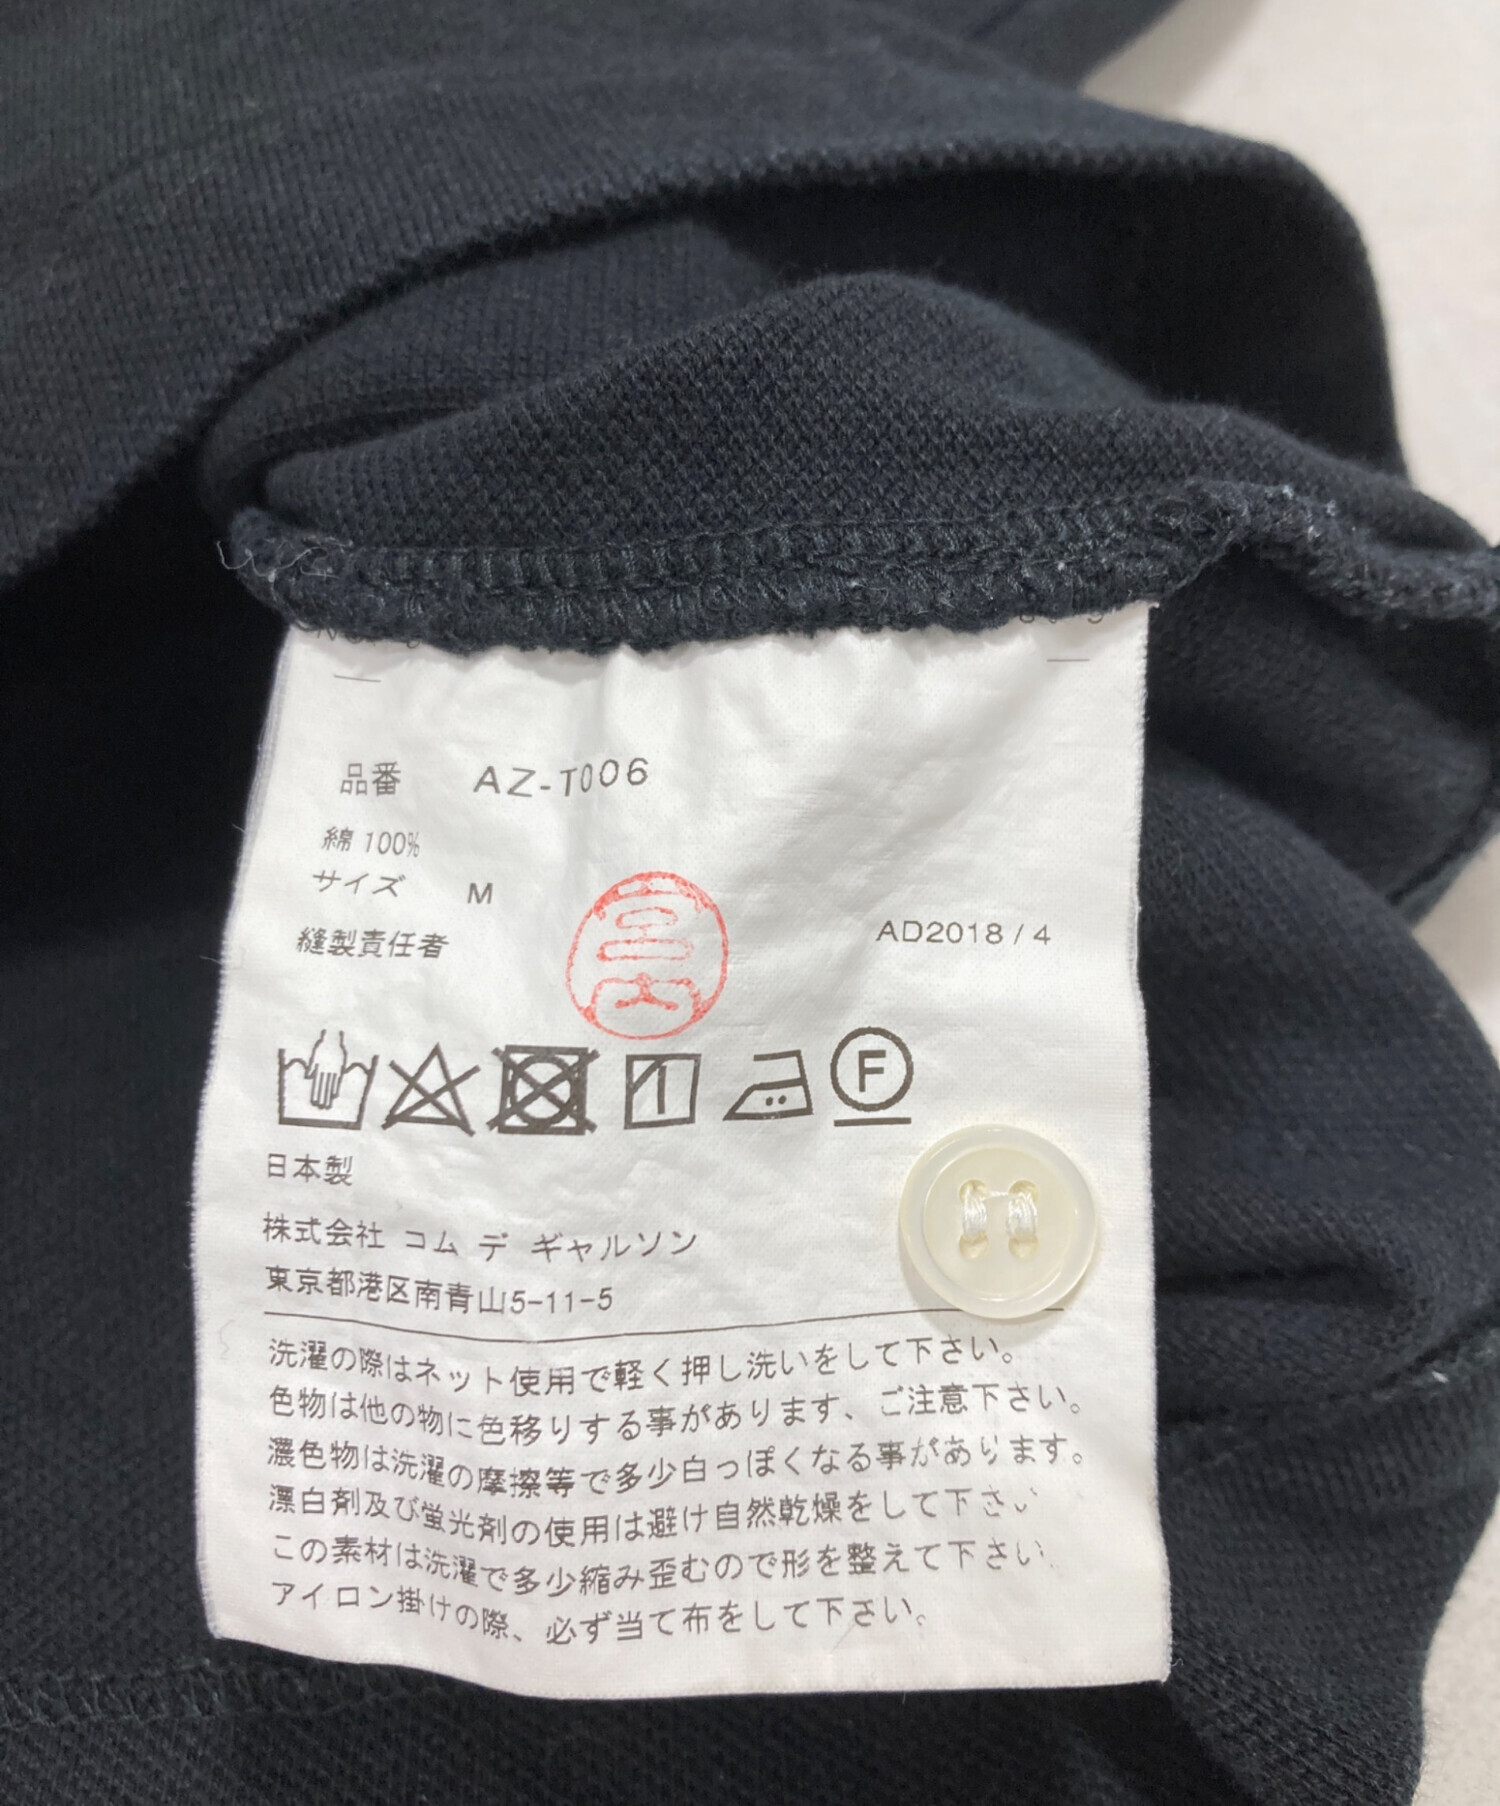 品番 AZ-T006
綿 100%
サイズ M
縫製責任者
宮内
AD2018 / 4
F
日本製
株式会社 コム デ ギャルソン
東京都港区南青山5-11-5
洗濯の際はネット使用で軽く押し洗いをして下さい。
色物は他の物に色移りする事があります、ご注意下さい。
濃色物は洗濯の摩擦等で多少白っぽくなる事があります。
漂白剤及び蛍光剤の使用は避け自然乾燥をして下さい
この素材は洗濯で多少縮み歪むので形を整えて下さい。
アイロン掛けの際、必ず当て布をして下さい。